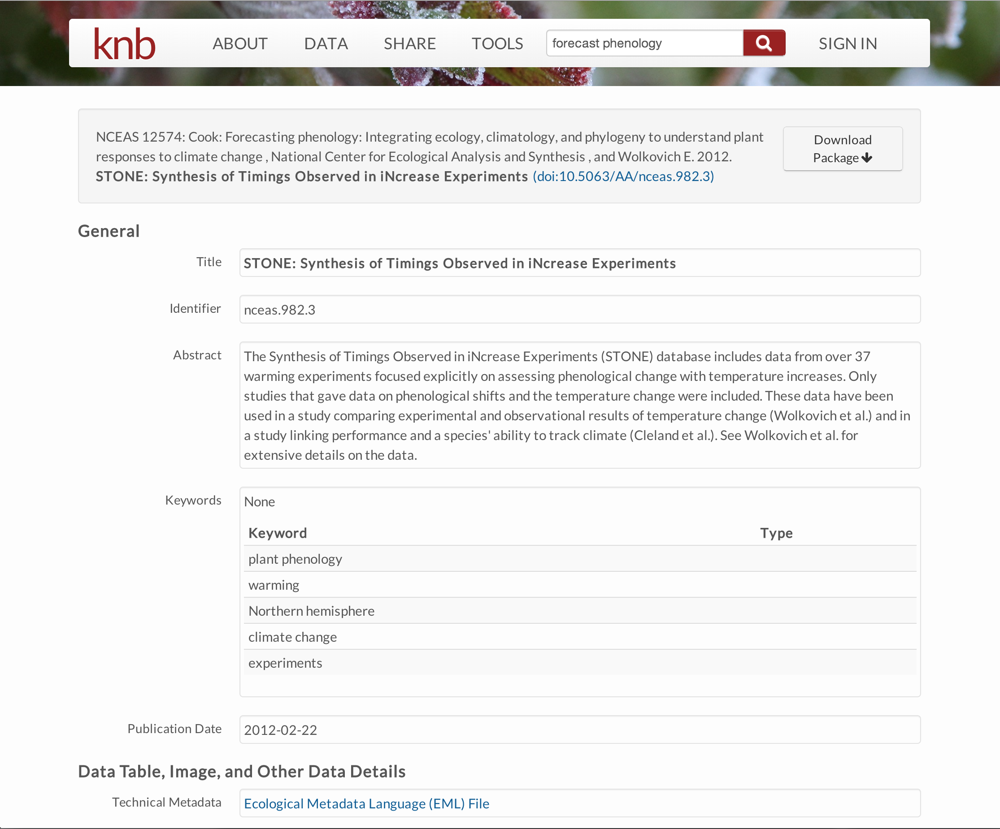 knb
ABOUT
DATA
SHARE
TOOLS
forecast phenology
SIGN IN
NCEAS 12574: Cook: Forecasting phenology: Integrating ecology, climatology, and phylogeny to understand plant
responses to climate change , National Center for Ecological Analysis and Synthesis , and Wolkovich E. 2012.
STONE: Synthesis of Timings Observed in iNcrease Experiments (doi:10.5063/AA/nceas.982.3)
Download
Package
General
Title
STONE: Synthesis of Timings Observed in iNcrease Experiments
Identifier
nceas.982.3
Abstract
The Synthesis of Timings Observed in iNcrease Experiments (STONE) database includes data from over 37
warming experiments focused explicitly on assessing phenological change with temperature increases. Only
studies that gave data on phenological shifts and the temperature change were included. These data have been
used in a study comparing experimental and observational results of temperature change (Wolkovich et al.) and in
a study linking performance and a species' ability to track climate (Cleland et al.). See Wolkovich et al. for
extensive details on the data.
Keywords
None
Keyword Type
plant phenology
warming
Northern hemisphere
climate change
experiments
Publication Date
2012-02-22
Data Table, Image, and Other Data Details
Technical Metadata
Ecological Metadata Language (EML) File